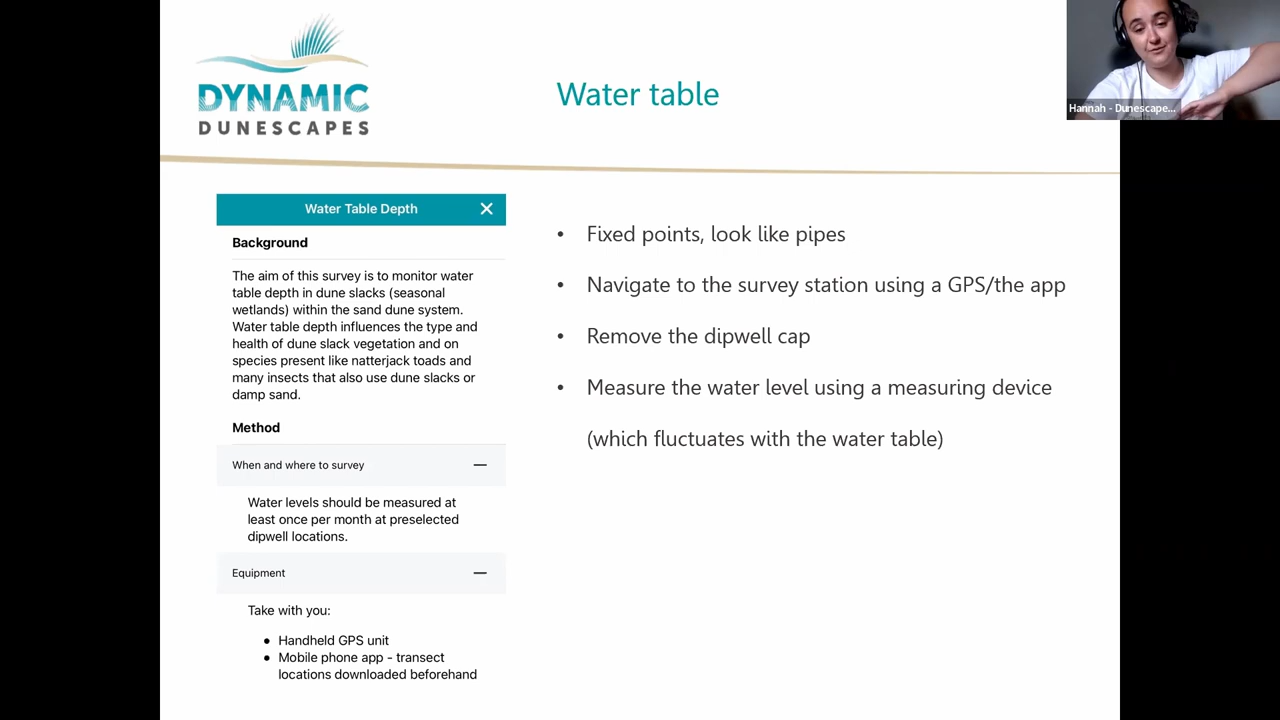 DYNAMIC
DUNESCAPES
Water table
Hannah - Dunescape...
Water Table Depth
Background
The aim of this survey is to monitor water
table depth in dune slacks (seasonal
wetlands) within the sand dune system.
Water table depth influences the type and
health of dune slack vegetation and on
species present like natterjack toads and
many insects that also use dune slacks or
damp sand.
Method
When and where to survey
Water levels should be measured at
least once per month at preselected
dipwell locations.
Equipment
Take with you:
● Handheld GPS unit
● Mobile phone app - transect
locations downloaded beforehand
• Fixed points, look like pipes
• Navigate to the survey station using a GPS/the app
• Remove the dipwell cap
• Measure the water level using a measuring device
(which fluctuates with the water table)